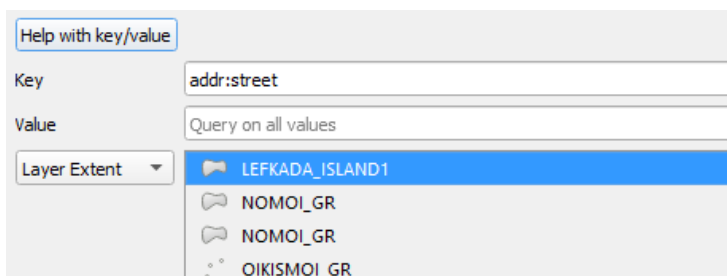 Help with key/value
Key addr:street
Value Query on all values
Layer Extent LEFKADA_ISLAND1
NOMOI_GR
NOMOI_GR
OIKISMOI_GR